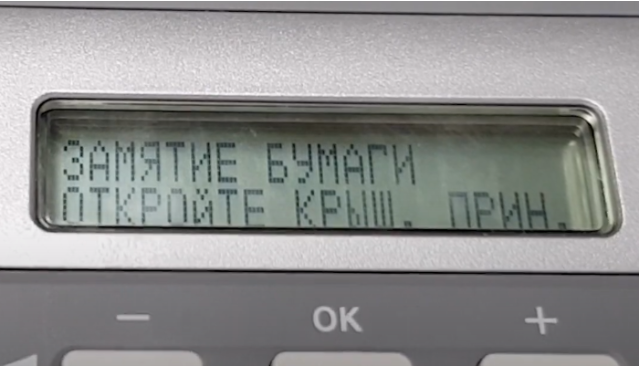 ЗАМЯТИЕ БУМАГИ
ОТКРОЙТЕ КРЫШ. ПРИН.
− OK +